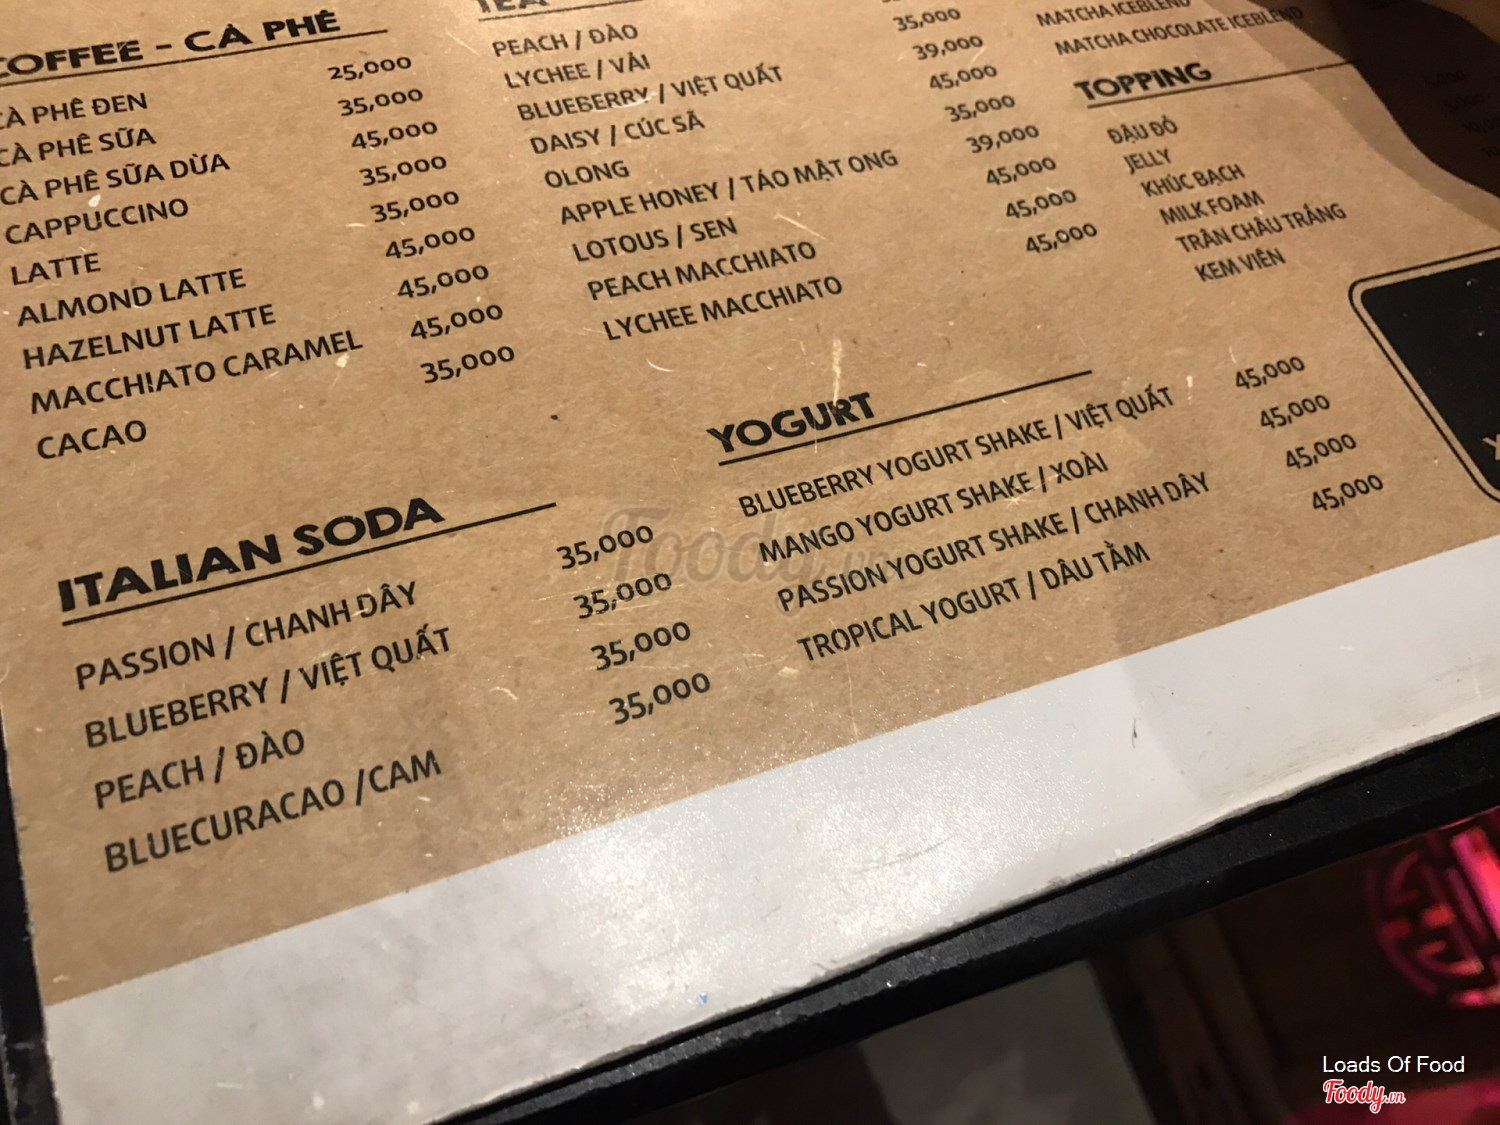 COFFEE - CÀ PHÊ
CÀ PHÊ ĐEN 25,000
CÀ PHÊ SỮA 35,000
CÀ PHÊ SỮA DỪA 45,000
CAPPUCCINO 35,000
LATTE 35,000
ALMOND LATTE 45,000
HAZELNUT LATTE 45,000
MACCHIATO CARAMEL 45,000
CACAO 35,000
ITALIAN SODA
PASSION / CHANH DÂY 35,000
BLUEBERRY / VIỆT QUẤT 35,000
PEACH / ĐÀO 35,000
BLUECURACAO /CAM 35,000
TEA
PEACH / ĐÀO
LYCHEE / VẢI 35,000
BLUEBERRY / VIỆT QUẤT 39,000
DAISY / CÚC SÃ 45,000
OLONG 35,000
APPLE HONEY / TÁO MẬT ONG 39,000
LOTOUS / SEN 45,000
PEACH MACCHIATO 45,000
LYCHEE MACCHIATO 45,000
YOGURT
BLUEBERRY YOGURT SHAKE / VIỆT QUẤT 45,000
MANGO YOGURT SHAKE / XOÀI 45,000
PASSION YOGURT SHAKE / CHANH DÂY 45,000
TROPICAL YOGURT / DÂU TẰM 45,000
MATCHA ICEBLEND
MATCHA CHOCOLATE ICEBLEND
TOPPING
ĐẬU ĐỎ
JELLY
KHÚC BẠCH
MILK FOAM
TRÂN CHÂU TRẮNG
KEM VIÊN
Foody.vn
Loads Of Food
Foody.vn